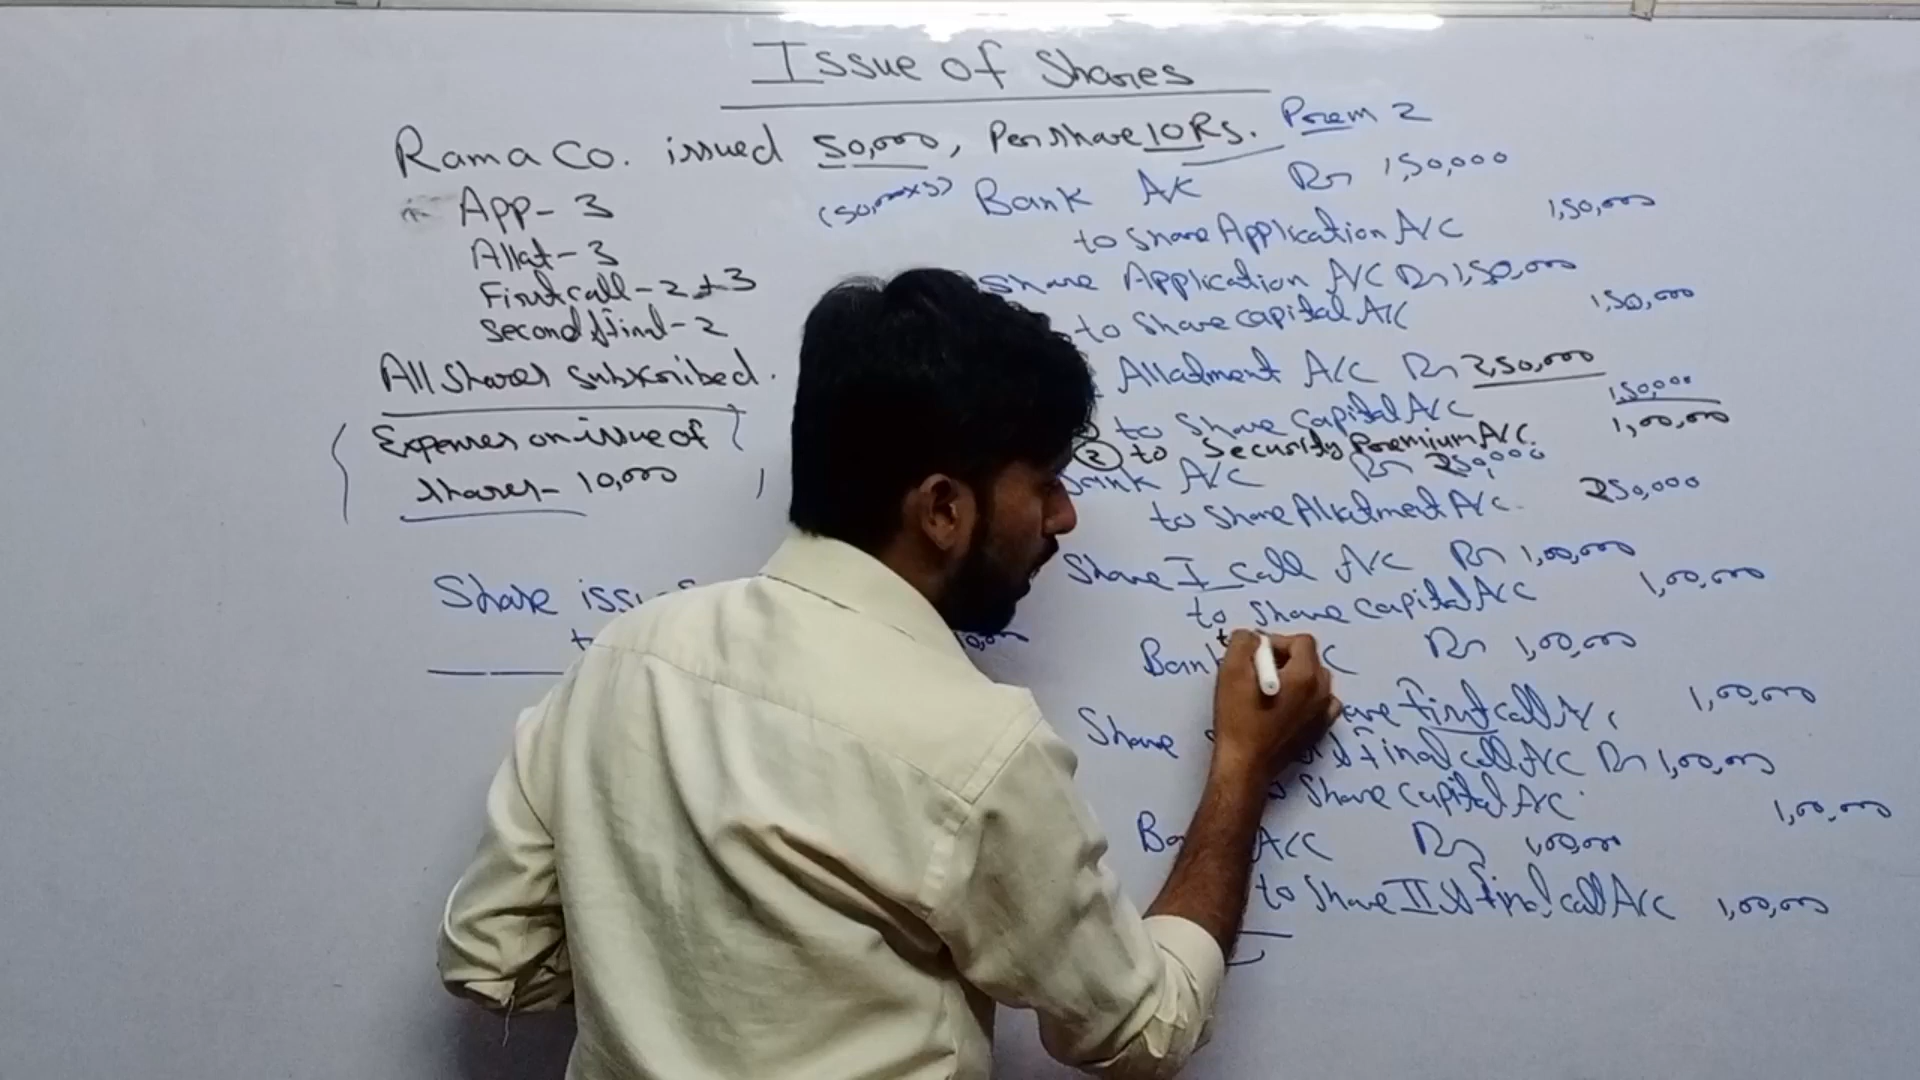 Issue of Shares
Rama Co. issued 50,000, Per share 10 Rs. Prem 2
App - 3
Allot - 3
First call - 2 + 3
Second & Final - 2
All shares subscribed.
Expenses on issue of
shares - 10,000
Share iss
10,000
(50,000x3) Bank A/c Dr 1,50,000
to Share Application A/C 1,50,000
Share Application A/C Dr 1,50,000
to Share capital A/C 1,50,000
Allotment A/C Dr 2,50,000
to Share Capital A/C 1,50,000
② to Security Premium A/C. 1,00,000
Bank A/C Dr 250,000
to Share Allotment A/C. 250,000
Share I Call A/C Dr 1,00,000
to Share capital A/C 1,00,000
Bank Dr 1,00,000
First call A/c 1,00,000
Share Final call A/C Dr 1,00,000
Share capital A/C 1,00,000
A/C Dr 1,00,000
to Share II & final call A/C 1,00,000